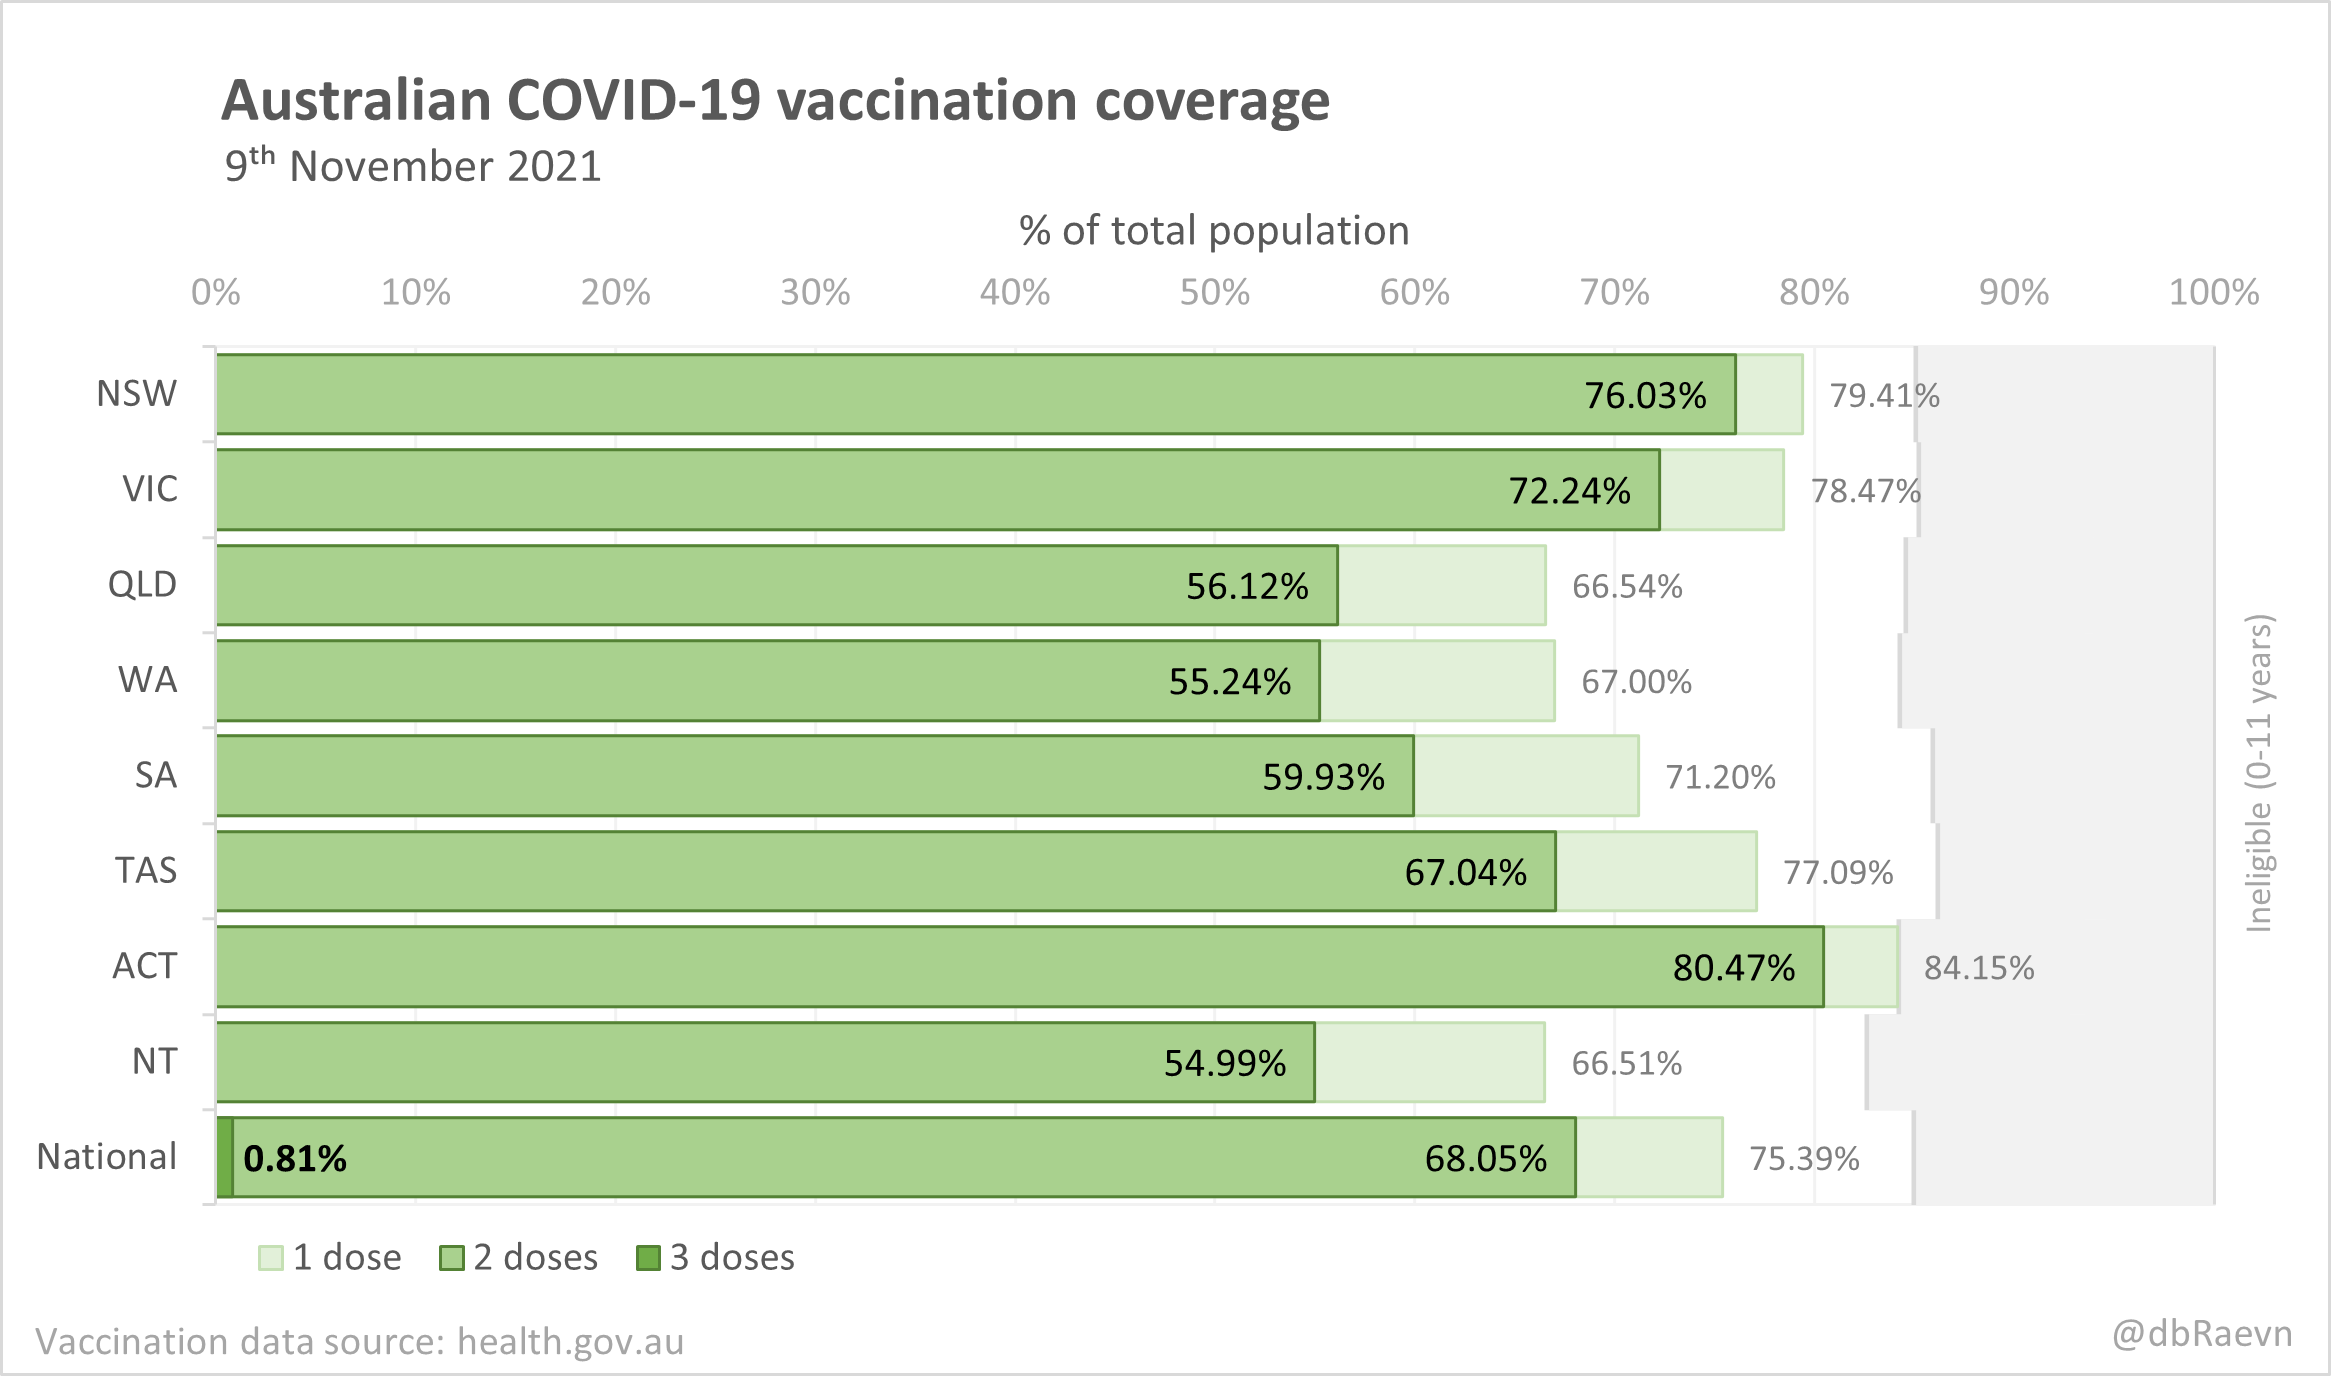 Australian COVID-19 vaccination coverage
9th November 2021
% of total population
0% 10% 20% 30% 40% 50% 60% 70% 80% 90% 100%
NSW 76.03% 79.41%
VIC 72.24% 78.47%
QLD 56.12% 66.54%
WA 55.24% 67.00%
SA 59.93% 71.20%
TAS 67.04% 77.09%
ACT 80.47% 84.15%
NT 54.99% 66.51%
National 0.81% 68.05% 75.39%
Ineligible (0-11 years)
1 dose 2 doses 3 doses
Vaccination data source: health.gov.au
@dbRaevn